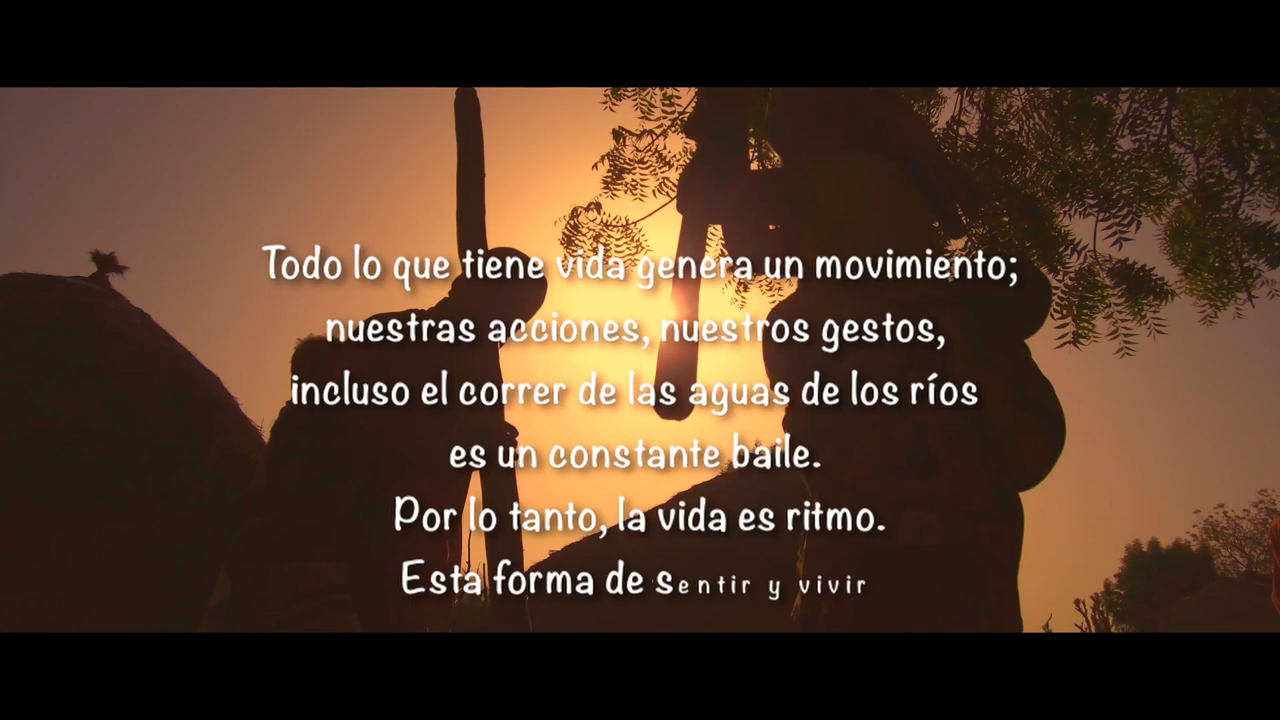 Todo lo que tiene vida genera un movimiento;
nuestras acciones, nuestros gestos,
incluso el correr de las aguas de los ríos
es un constante baile.
Por lo tanto, la vida es ritmo.
Esta forma de sentir y vivir